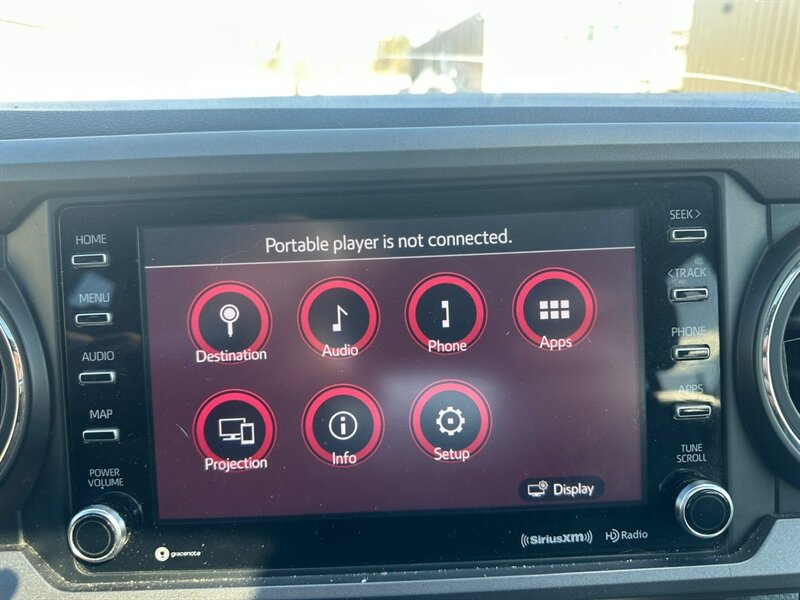 Portable player is not connected.
HOME
MENU
AUDIO
MAP
POWER
VOLUME
Destination
Audio
Phone
Apps
Projection
Info
Setup
Display
SEEK >
< TRACK
PHONE
APPS
TUNE
SCROLL
gracenote
((SiriusXM))
HD Radio